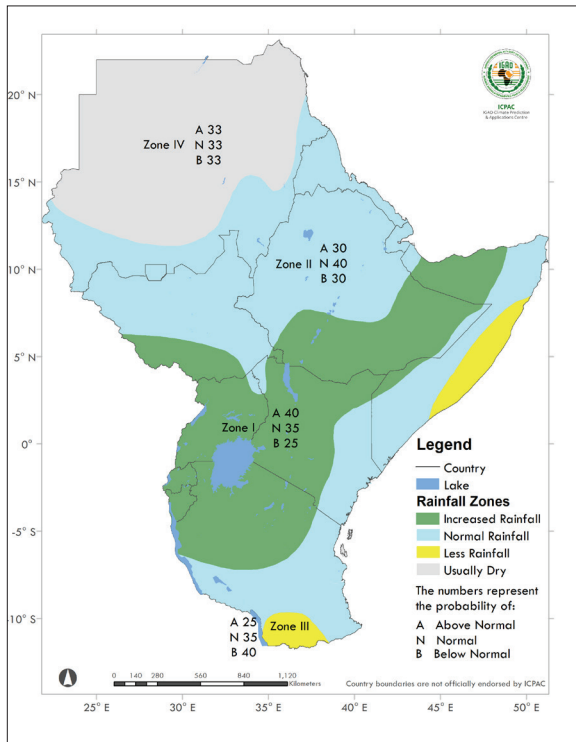 IGAD
ICPAC
IGAD Climate Prediction
& Applications Centre
20° N
15° N
10° N
5° N
0°
-5° S
-10° S
A 33
Zone IV N 33
B 33
A 30
Zone II N 40
B 30
A 40
Zone I N 35
B 25
A 25
N 35
B 40
Zone III
Legend
Country
Lake
Rainfall Zones
Increased Rainfall
Normal Rainfall
Less Rainfall
Usually Dry
The numbers represent
the probability of:
A Above Normal
N Normal
B Below Normal
0 140 280 560 840 1,120
Kilometers
Country boundaries are not officially endorsed by ICPAC
25° E 30° E 35° E 40° E 45° E 50° E